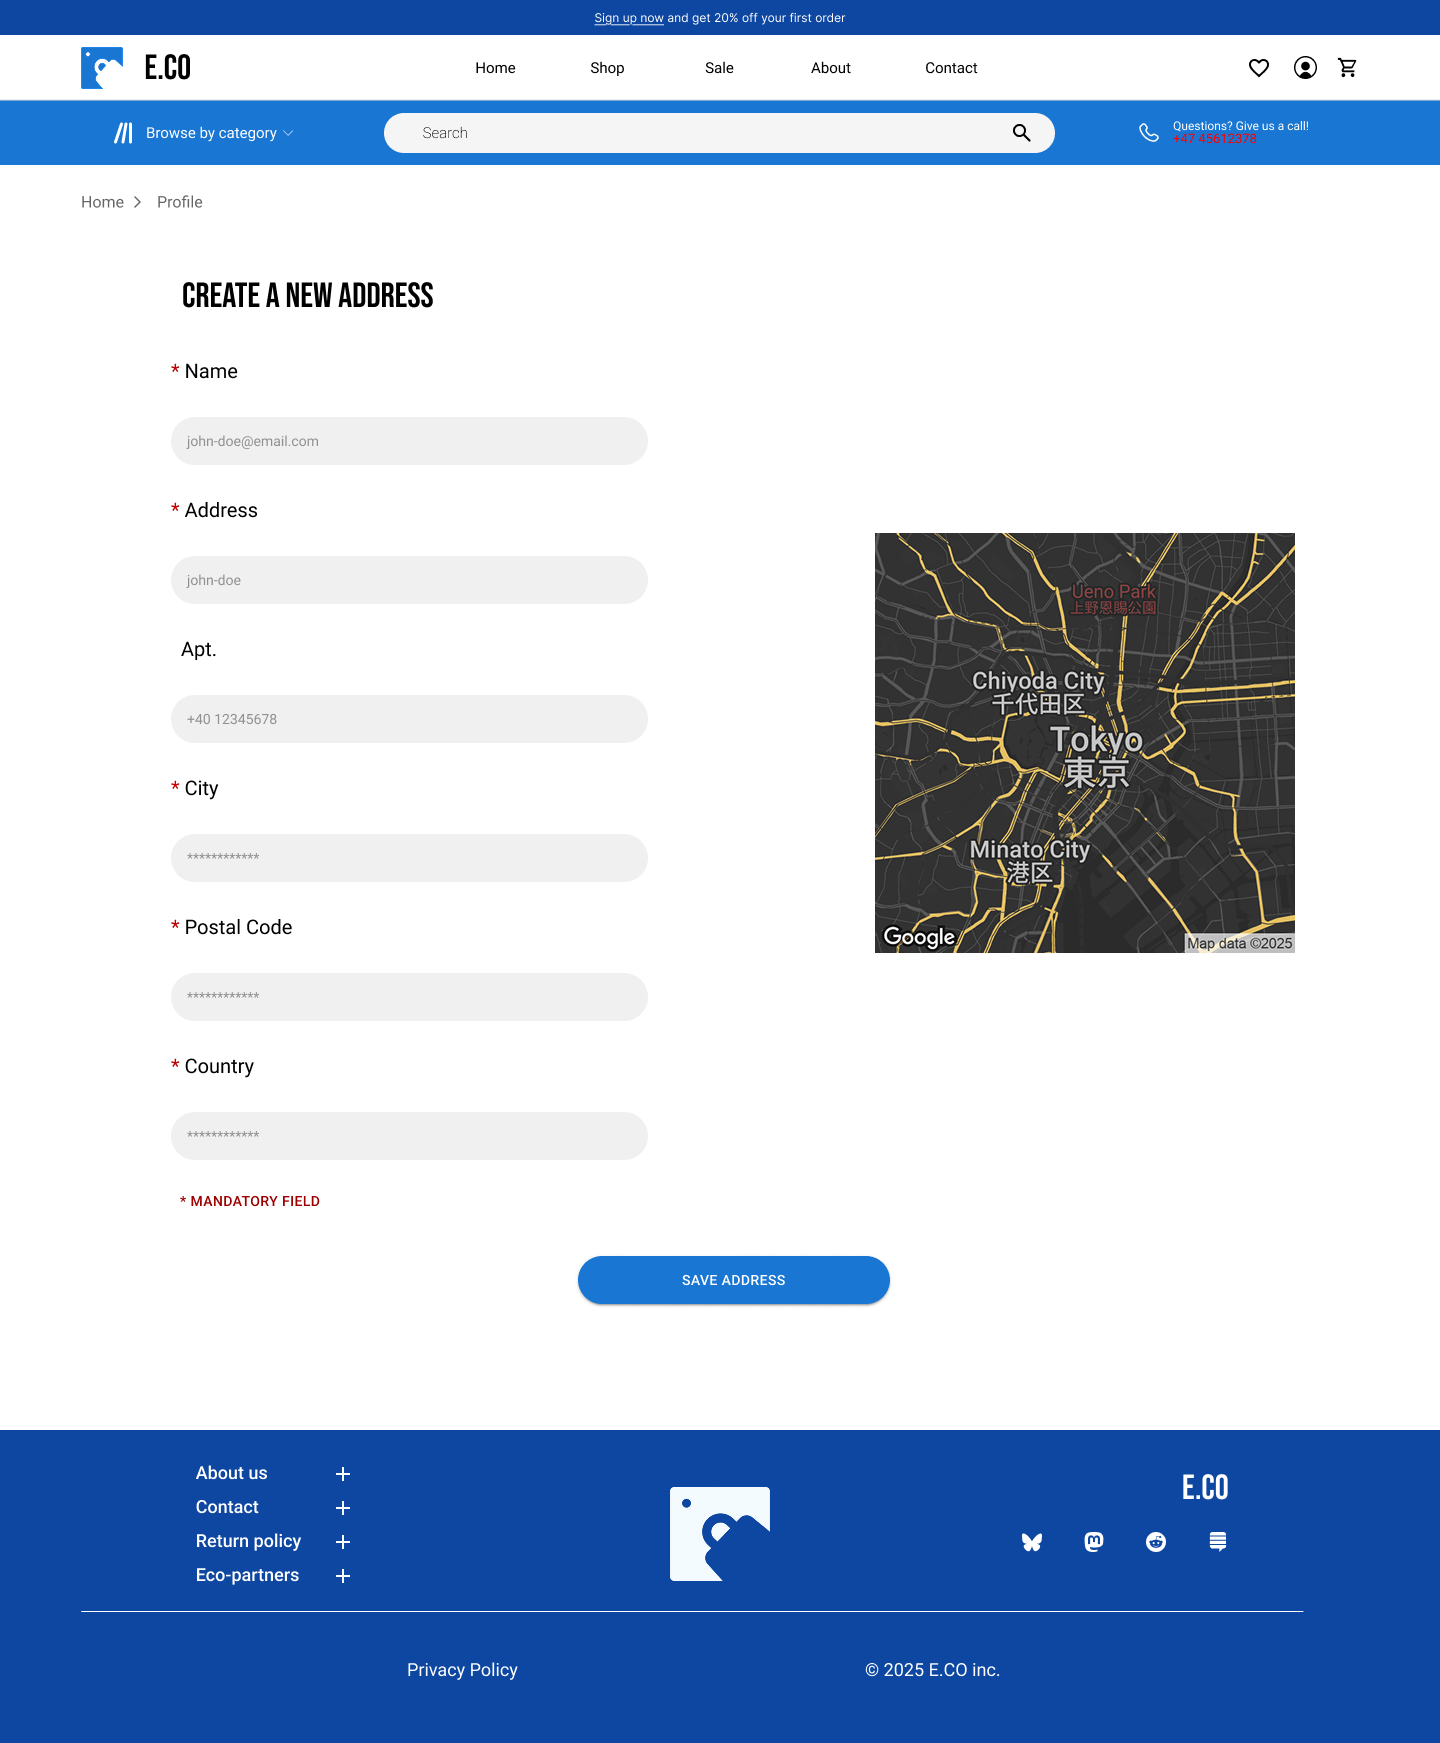 Sign up now and get 20% off your first order
E.CO
Home
Shop
Sale
About
Contact
Browse by category
Search
Questions? Give us a call!
+47 45612378
Home
Profile
CREATE A NEW ADDRESS
* Name
john-doe@email.com
* Address
john-doe
Apt.
+40 12345678
* City
************
* Postal Code
************
* Country
************
* MANDATORY FIELD
Ueno Park
上野恩賜公園
Chiyoda City
千代田区
Tokyo
東京
Minato City
港区
Google
Map data ©2025
SAVE ADDRESS
About us
Contact
Return policy
Eco-partners
E.CO
Privacy Policy
© 2025 E.CO inc.